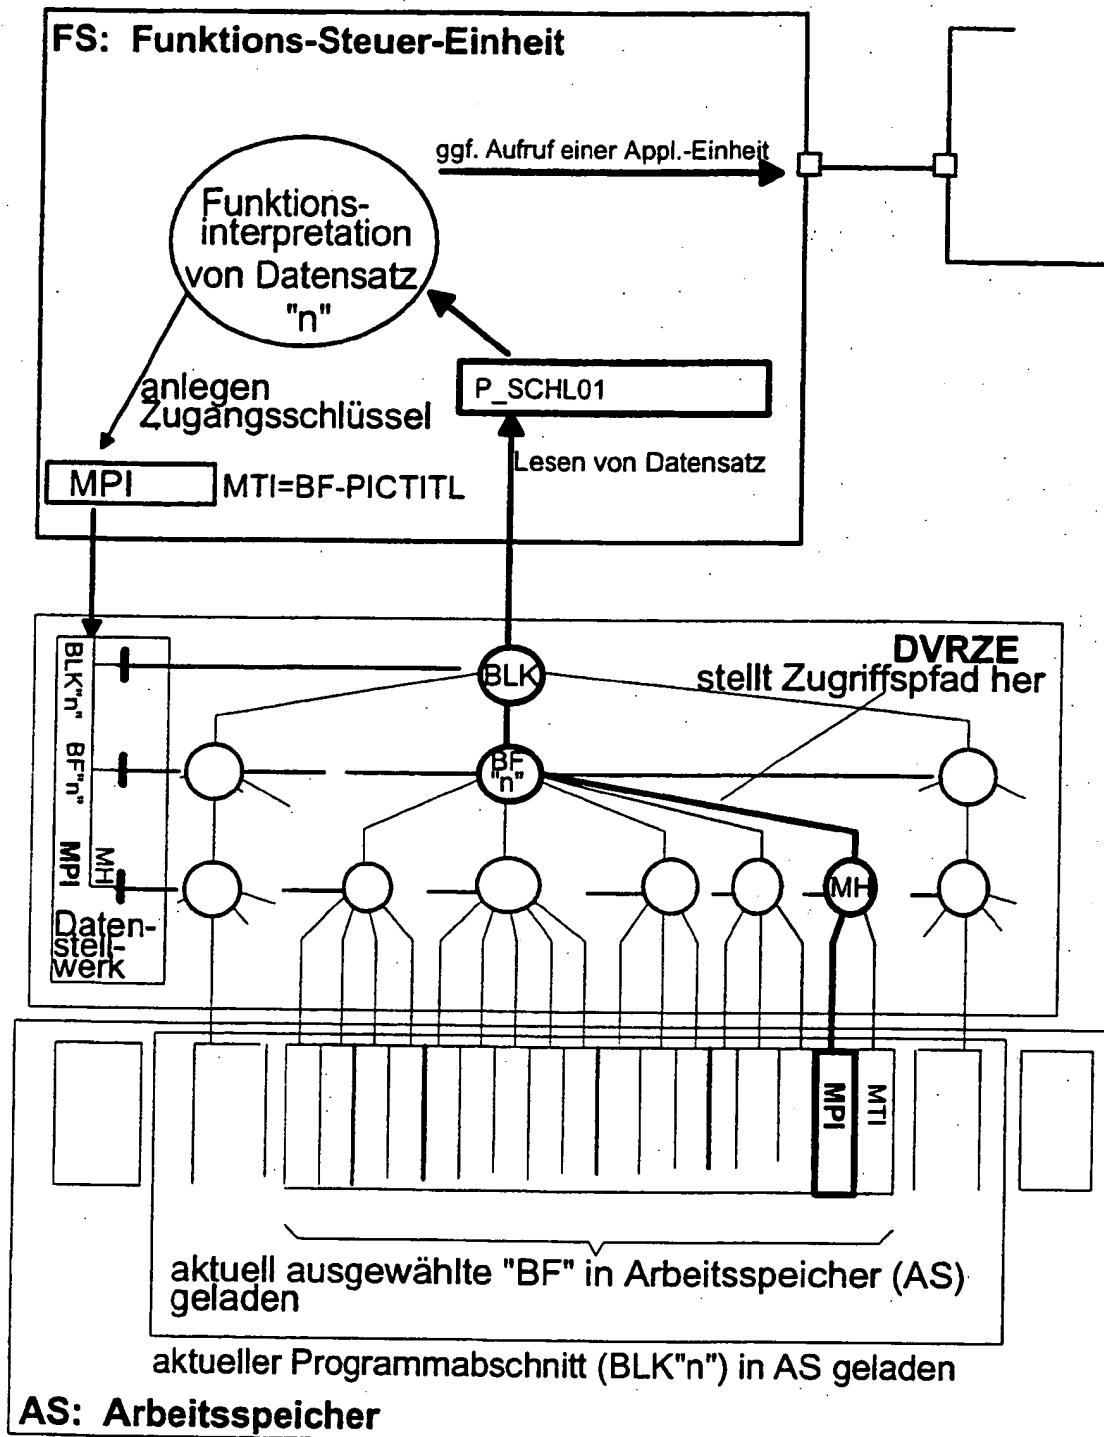 FS: Funktions-Steuer-Einheit
ggf. Aufruf einer Appl.-Einheit
Funktions-
interpretation
von Datensatz
"n"
anlegen
Zugangsschlüssel
P_SCHL01
Lesen von Datensatz
MPI
MTI=BF-PICTITL
DVRZE
stellt Zugriffspfad her
BLK"n"
BF"n"
MPI
MH
Daten-
stell-
werk
BLK
BF
"n"
MH
MPI
MTI
aktuell ausgewählte "BF" in Arbeitsspeicher (AS)
geladen
aktueller Programmabschnitt (BLK"n") in AS geladen
AS: Arbeitsspeicher